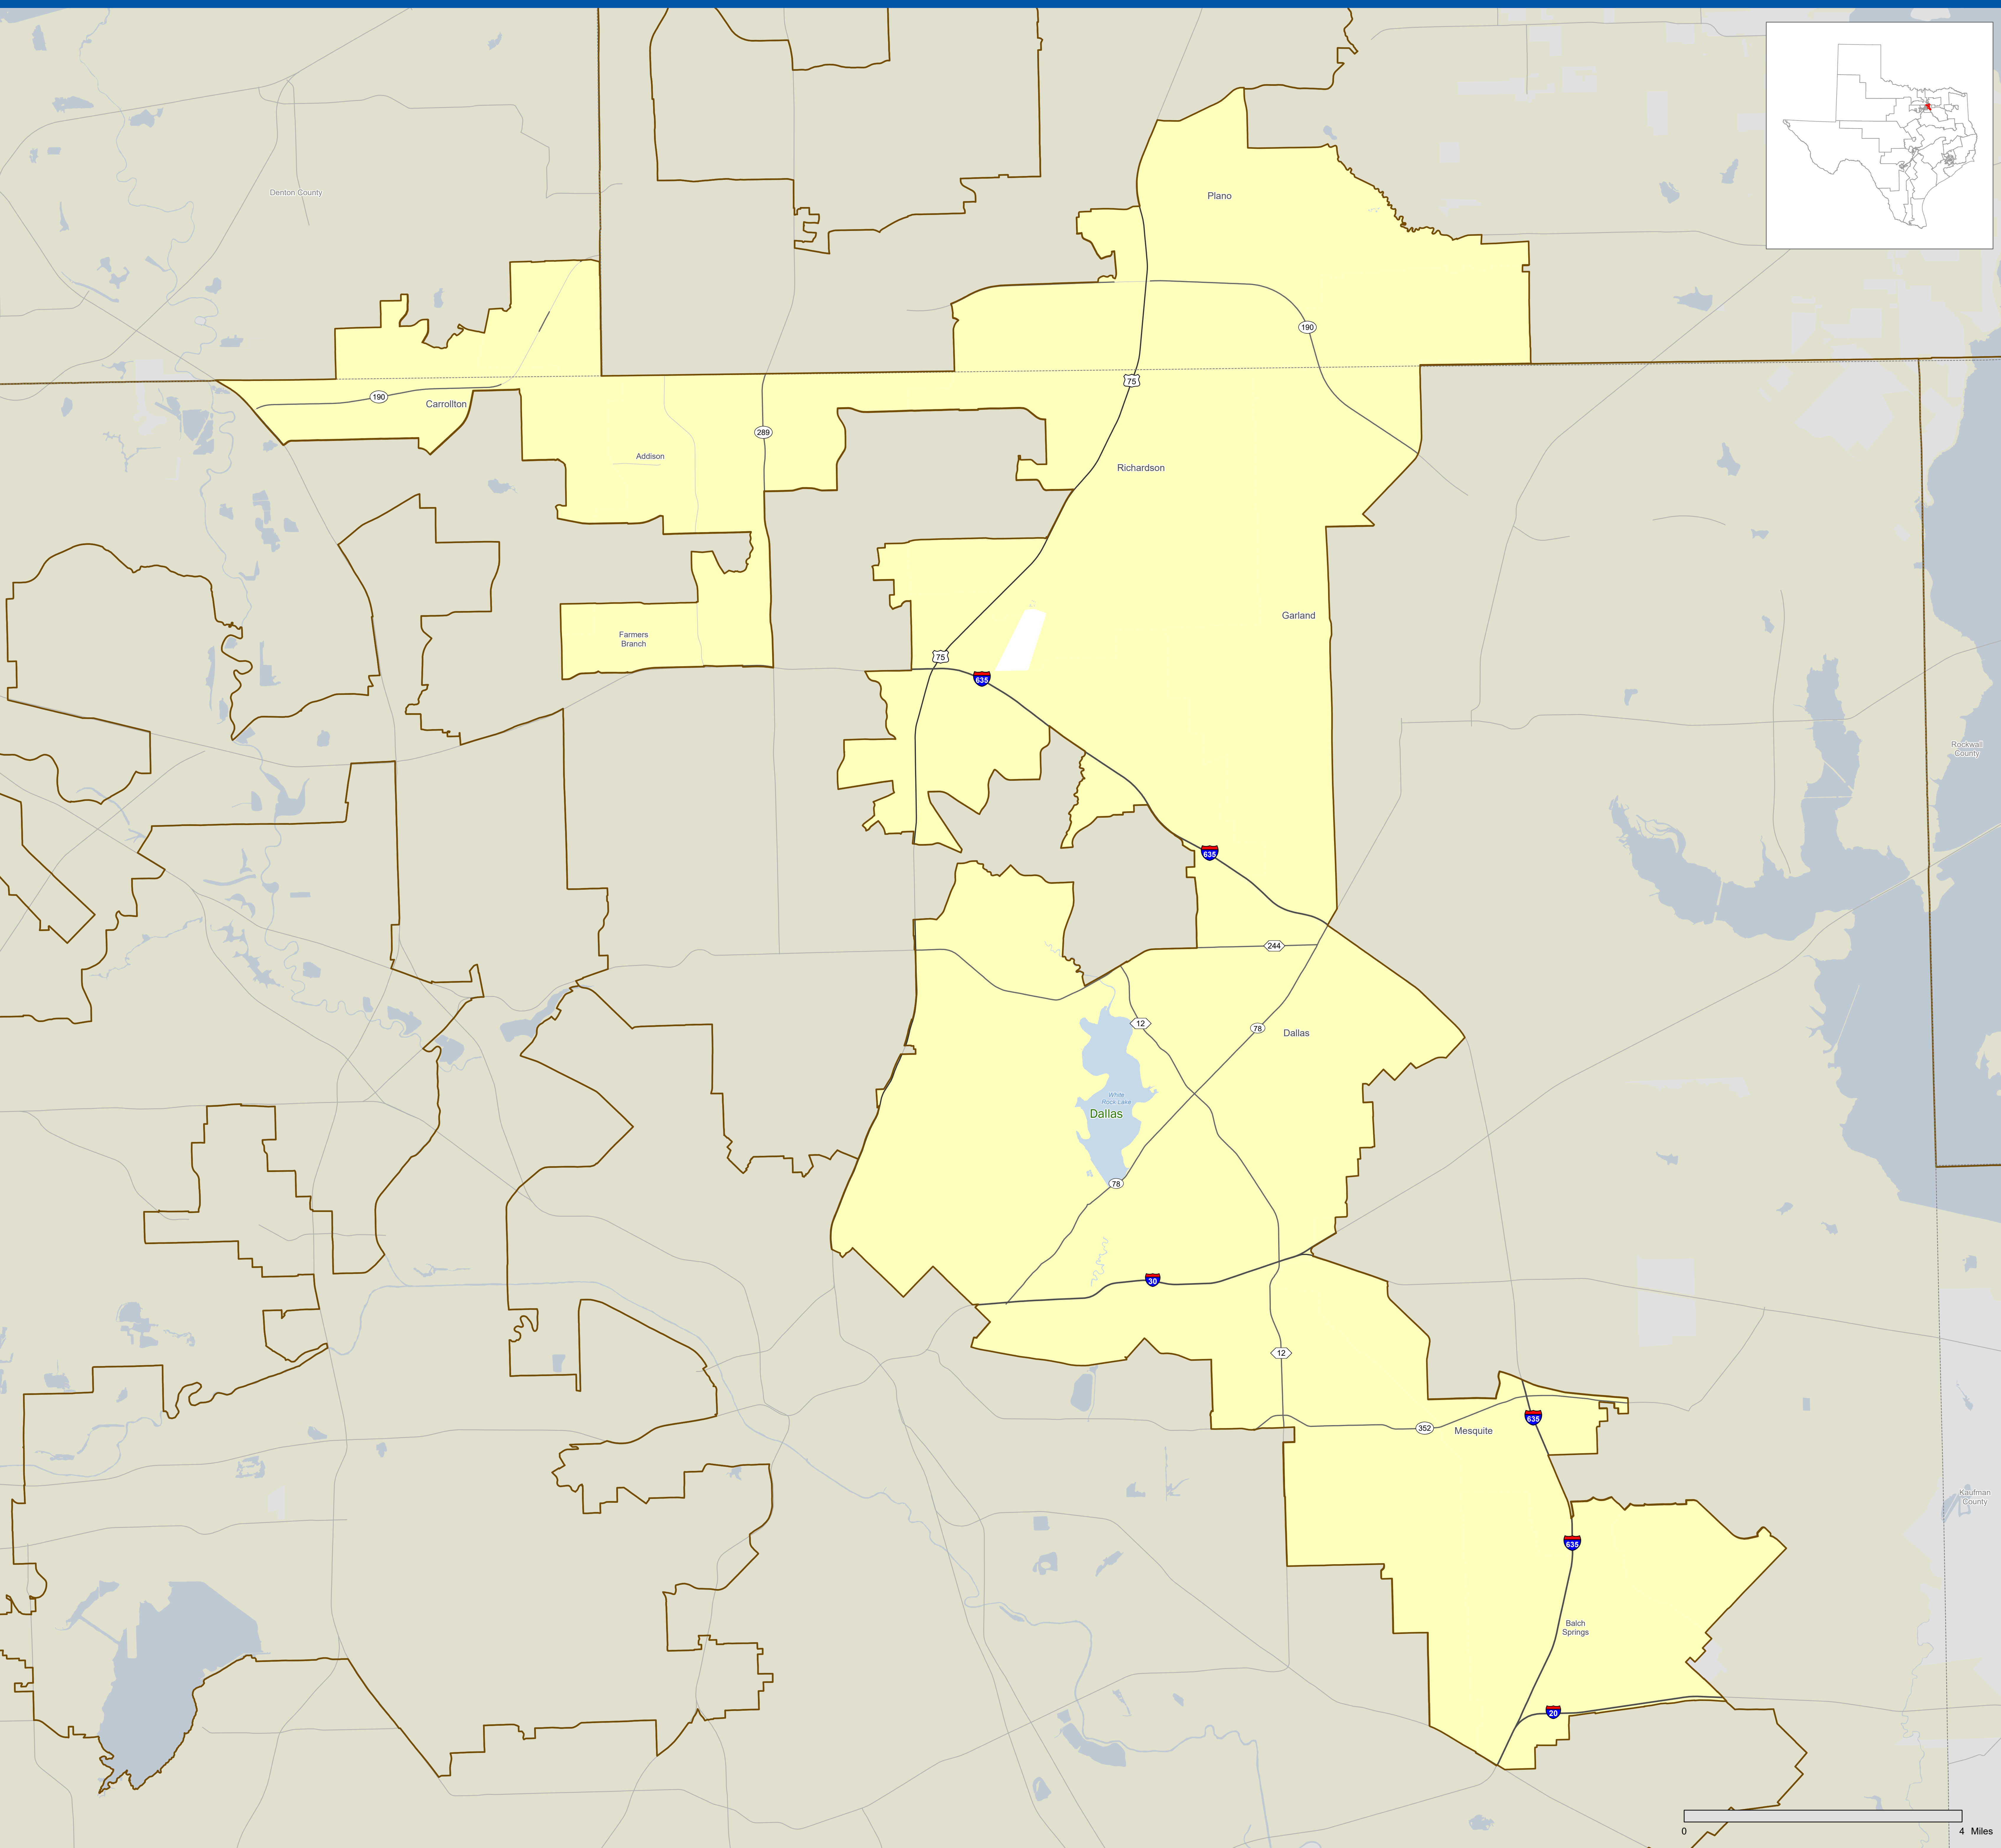 Denton County
Plano
190
75
190
Carrollton
289
Addison
Richardson
Garland
Farmers
Branch
75
635
Rockwall
County
635
244
12
78
Dallas
White
Rock Lake
Dallas
78
30
12
635
352
Mesquite
Kaufman
County
635
Balch
Springs
20
0
4 Miles